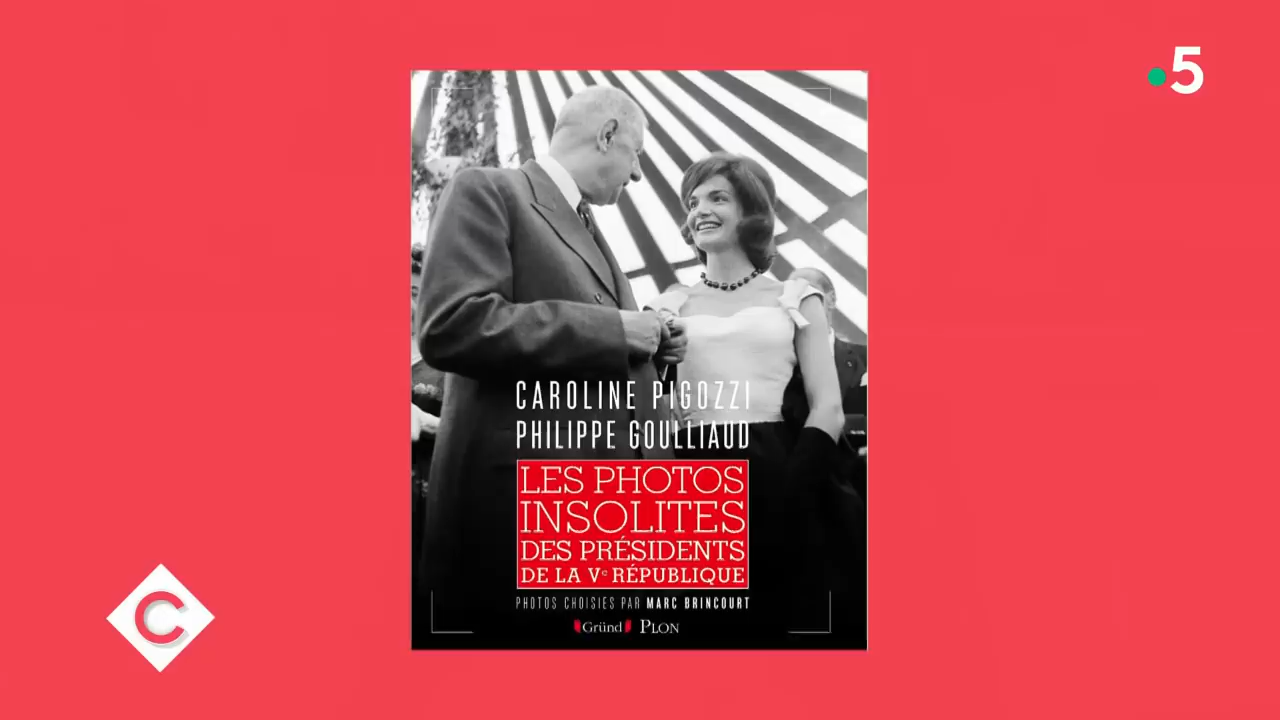 5
CAROLINE PIGOZZI
PHILIPPE GOULLIAUD
LES PHOTOS
INSOLITES
DES PRÉSIDENTS
DE LA Vᵉ RÉPUBLIQUE
PHOTOS CHOISIES PAR MARC BRINCOURT
Gründ PLON
C